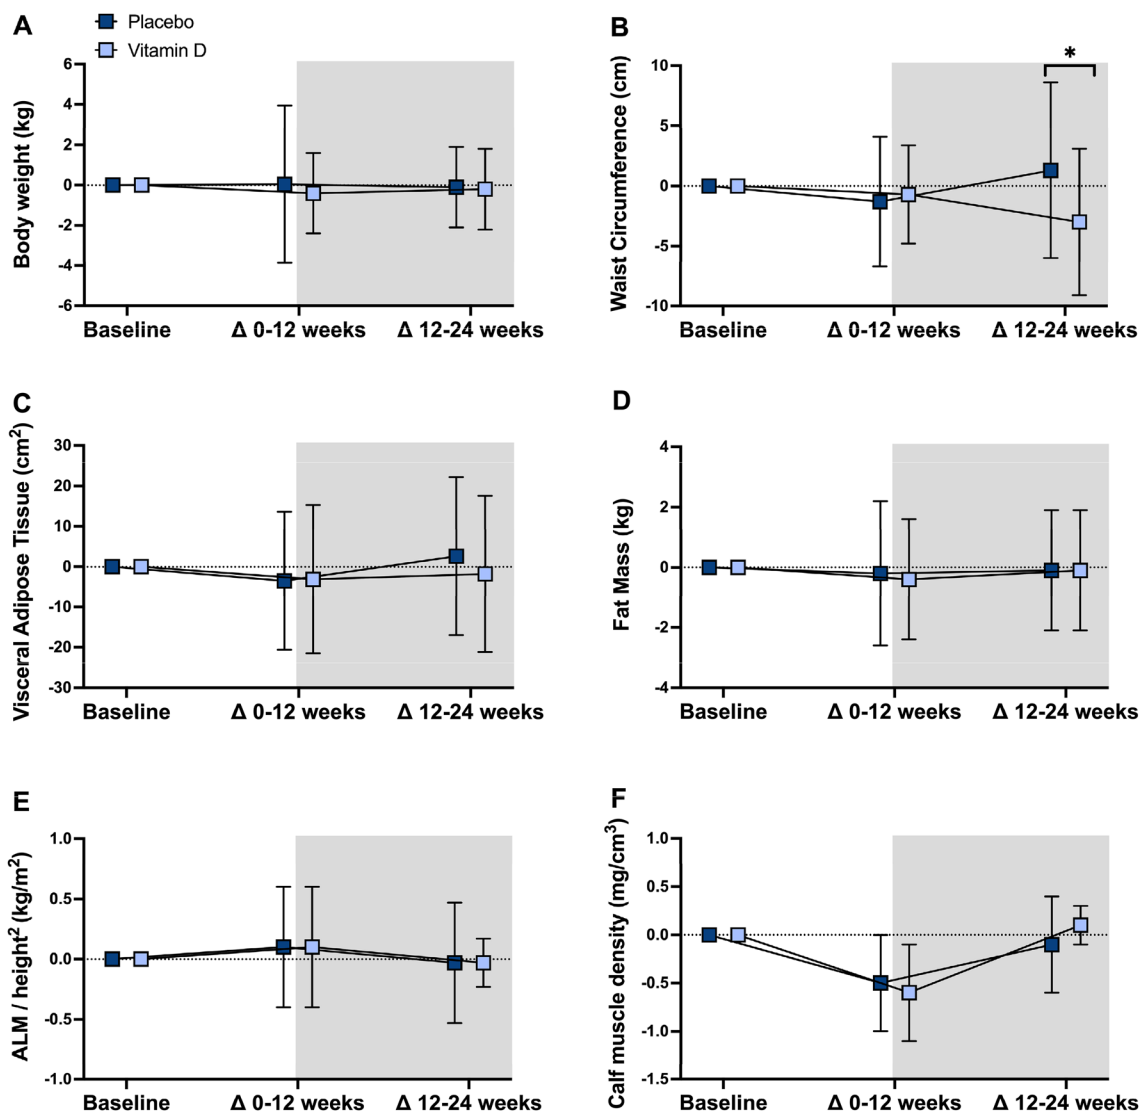 A
Placebo
Vitamin D
Body weight (kg)
6
4
2
0
-2
-4
-6
Baseline
Δ 0-12 weeks
Δ 12-24 weeks
B
*
Waist Circumference (cm)
10
5
0
-5
-10
Baseline
Δ 0-12 weeks
Δ 12-24 weeks
C
Visceral Adipose Tissue (cm²)
30
20
10
0
-10
-20
-30
Baseline
Δ 0-12 weeks
Δ 12-24 weeks
D
Fat Mass (kg)
4
2
0
-2
-4
Baseline
Δ 0-12 weeks
Δ 12-24 weeks
E
ALM / height² (kg/m²)
1.0
0.5
0.0
-0.5
-1.0
Baseline
Δ 0-12 weeks
Δ 12-24 weeks
F
Calf muscle density (mg/cm³)
1.0
0.5
0.0
-0.5
-1.0
-1.5
Baseline
Δ 0-12 weeks
Δ 12-24 weeks